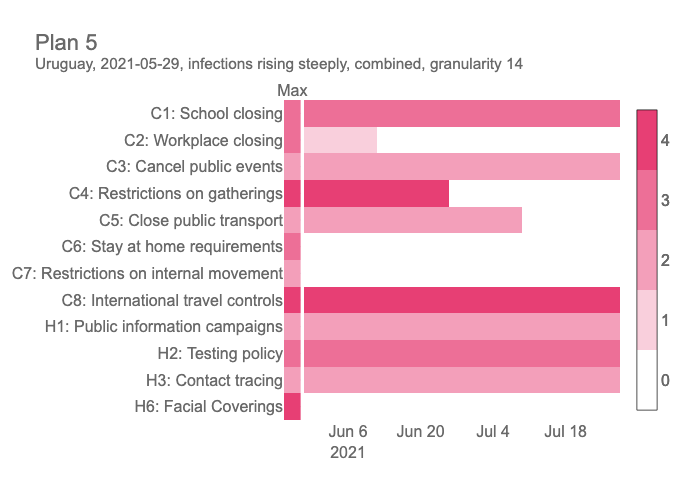 Plan 5
Uruguay, 2021-05-29, infections rising steeply, combined, granularity 14
Max
C1: School closing
C2: Workplace closing
C3: Cancel public events
C4: Restrictions on gatherings
C5: Close public transport
C6: Stay at home requirements
C7: Restrictions on internal movement
C8: International travel controls
H1: Public information campaigns
H2: Testing policy
H3: Contact tracing
H6: Facial Coverings
Jun 6 Jun 20 Jul 4 Jul 18
2021
4
3
2
1
0